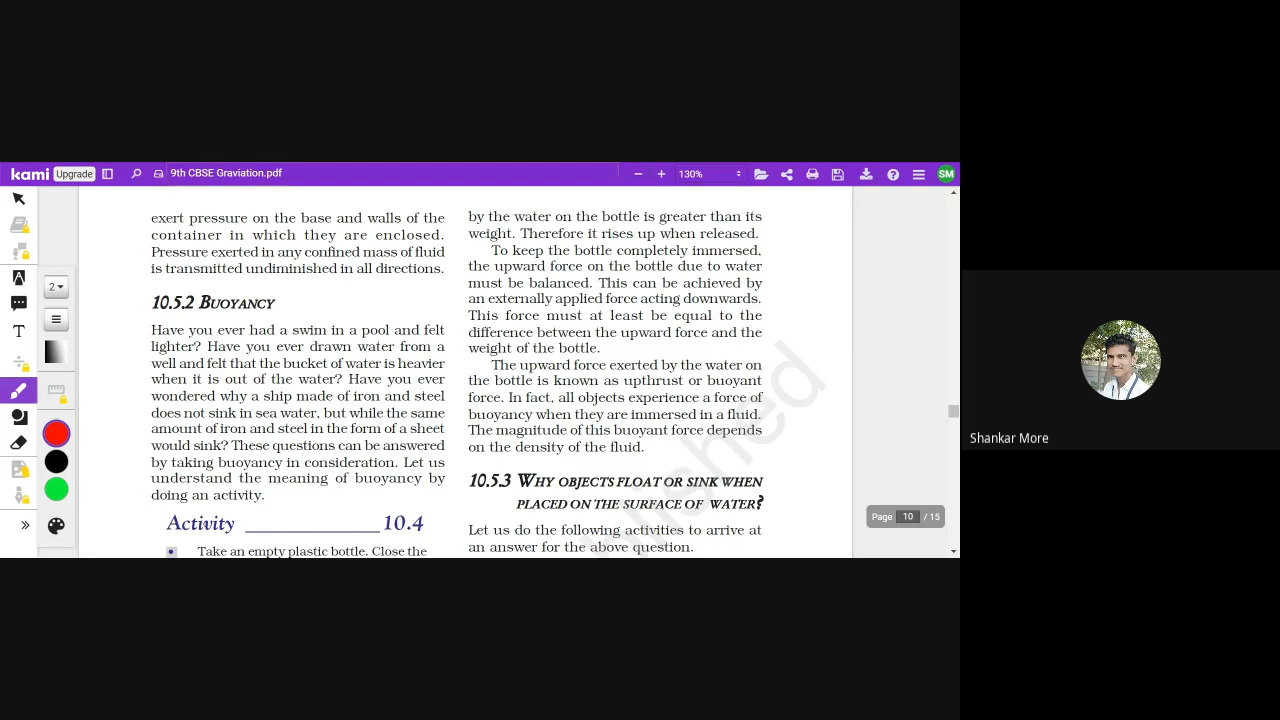 kami Upgrade 9th CBSE Graviation.pdf 130% SM
exert pressure on the base and walls of the
container in which they are enclosed.
Pressure exerted in any confined mass of fluid
is transmitted undiminished in all directions.
10.5.2 BUOYANCY
Have you ever had a swim in a pool and felt
lighter? Have you ever drawn water from a
well and felt that the bucket of water is heavier
when it is out of the water? Have you ever
wondered why a ship made of iron and steel
does not sink in sea water, but while the same
amount of iron and steel in the form of a sheet
would sink? These questions can be answered
by taking buoyancy in consideration. Let us
understand the meaning of buoyancy by
doing an activity.
Activity ______________ 10.4
• Take an empty plastic bottle. Close the
by the water on the bottle is greater than its
weight. Therefore it rises up when released.
To keep the bottle completely immersed,
the upward force on the bottle due to water
must be balanced. This can be achieved by
an externally applied force acting downwards.
This force must at least be equal to the
difference between the upward force and the
weight of the bottle.
The upward force exerted by the water on
the bottle is known as upthrust or buoyant
force. In fact, all objects experience a force of
buoyancy when they are immersed in a fluid.
The magnitude of this buoyant force depends
on the density of the fluid.
10.5.3 WHY OBJECTS FLOAT OR SINK WHEN
PLACED ON THE SURFACE OF WATER?
Let us do the following activities to arrive at
an answer for the above question.
2
T
Page 10 / 15
Shankar More